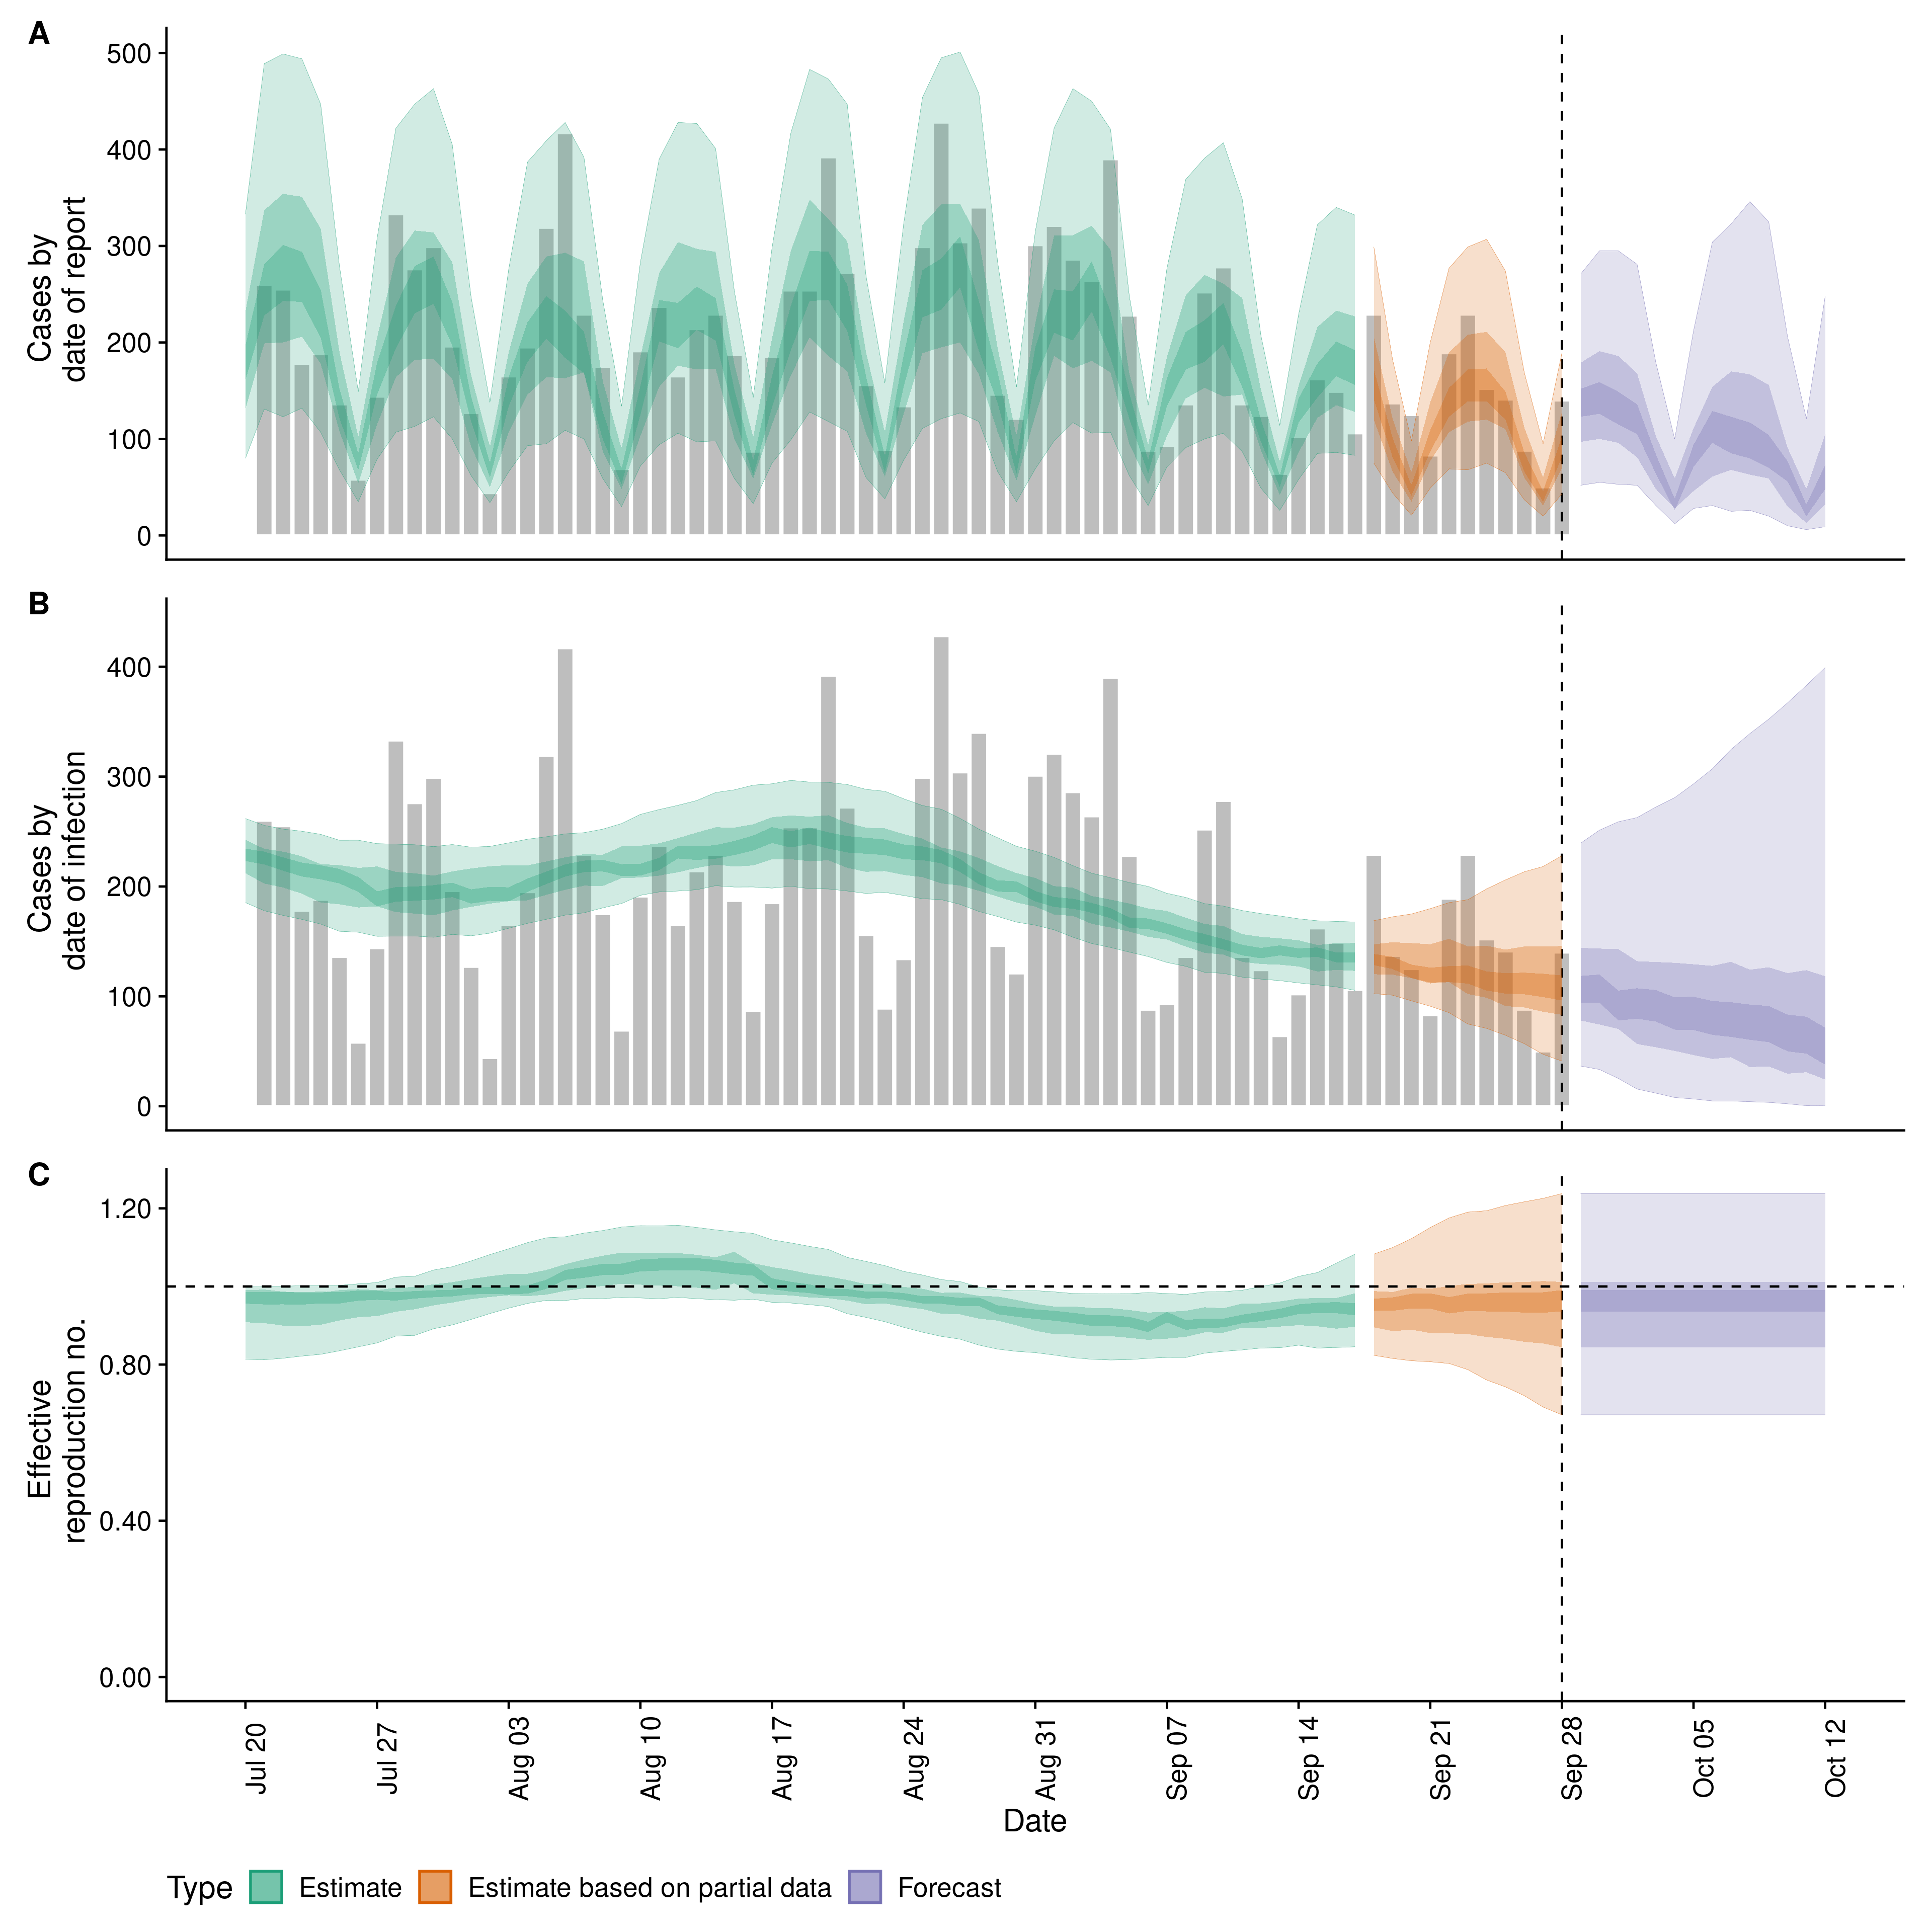 A
500
400
300
200
100
0
Cases by
date of report
B
400
300
200
100
0
Cases by
date of infection
C
1.20
0.80
0.40
0.00
Effective
reproduction no.
Jul 20
Jul 27
Aug 03
Aug 10
Aug 17
Aug 24
Aug 31
Sep 07
Sep 14
Sep 21
Sep 28
Oct 05
Oct 12
Date
Type Estimate Estimate based on partial data Forecast